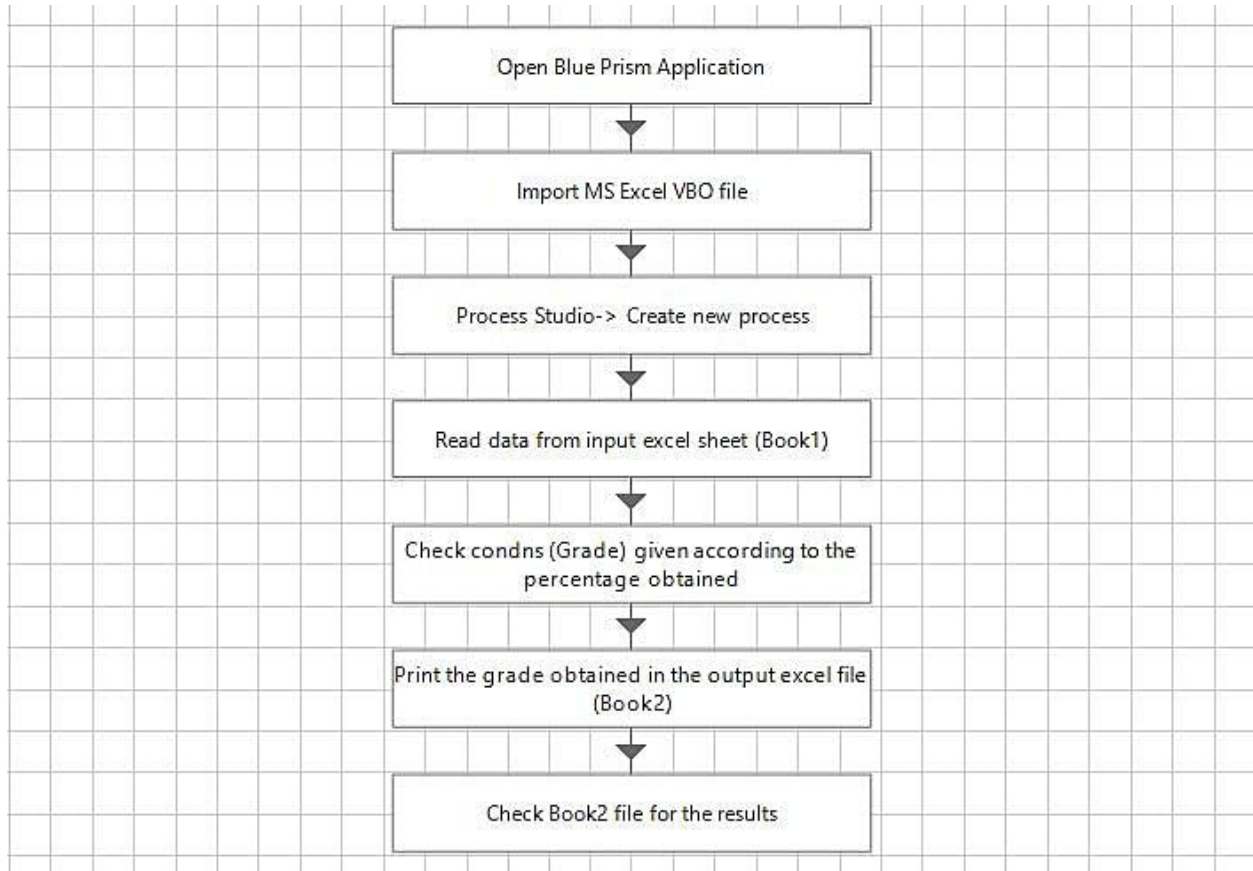 Open Blue Prism Application
Import MS Excel VBO file
Process Studio-> Create new process
Read data from input excel sheet (Book1)
Check condns (Grade) given according to the
percentage obtained
Print the grade obtained in the output excel file
(Book2)
Check Book2 file for the results